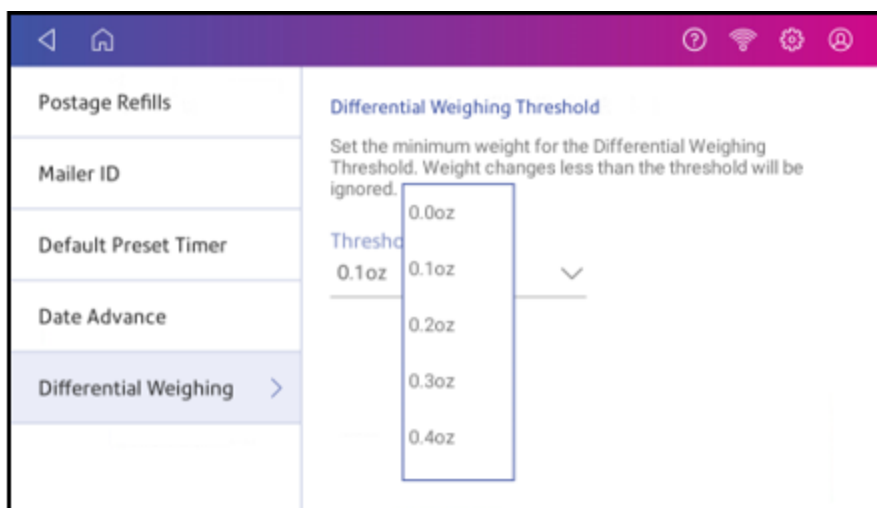 Postage Refills
Mailer ID
Default Preset Timer
Date Advance
Differential Weighing
Differential Weighing Threshold
Set the minimum weight for the Differential Weighing
Threshold. Weight changes less than the threshold will be
ignored.
Thresho
0.1oz
0.0oz
0.1oz
0.2oz
0.3oz
0.4oz